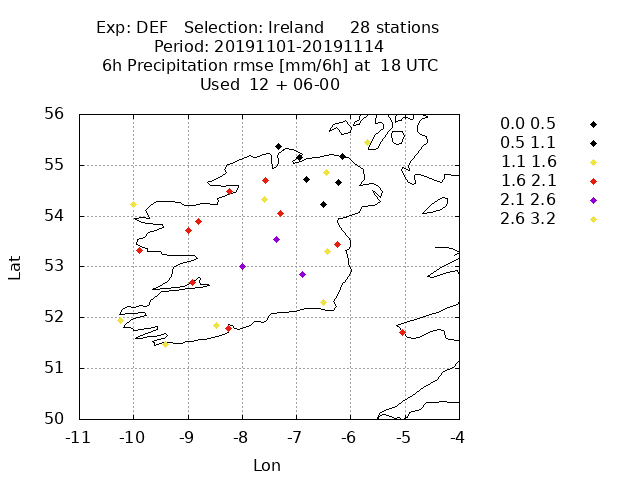 Exp: DEF Selection: Ireland 28 stations
Period: 20191101-20191114
6h Precipitation rmse [mm/6h] at 18 UTC
Used 12 + 06-00
56
55
54
53
52
51
50
-11 -10 -9 -8 -7 -6 -5 -4
Lat
Lon
0.0 0.5
0.5 1.1
1.1 1.6
1.6 2.1
2.1 2.6
2.6 3.2